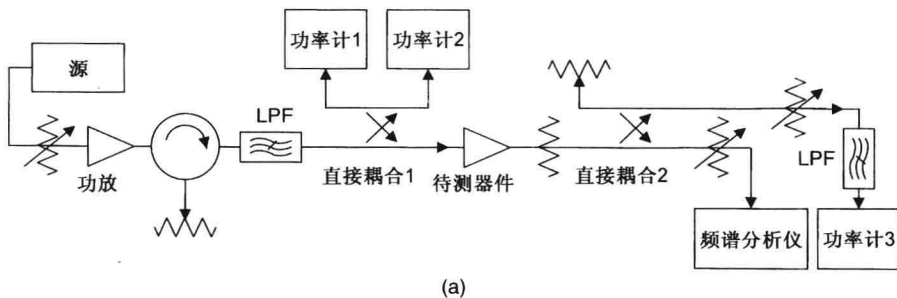 源
功率计1
功率计2
LPF
功放
直接耦合1
待测器件
直接耦合2
LPF
频谱分析仪
功率计3
(a)